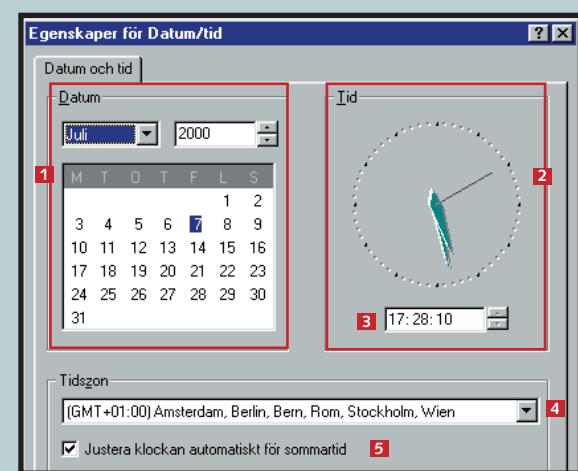 Egenskaper för Datum/tid
Datum och tid
Datum
Juli 2000
1
M T O T F L S
1 2
3 4 5 6 7 8 9
10 11 12 13 14 15 16
17 18 19 20 21 22 23
24 25 26 27 28 29 30
31
Tid
2
3 17:28:10
Tidszon
(GMT+01:00) Amsterdam, Berlin, Bern, Rom, Stockholm, Wien 4
Justera klockan automatiskt för sommartid 5